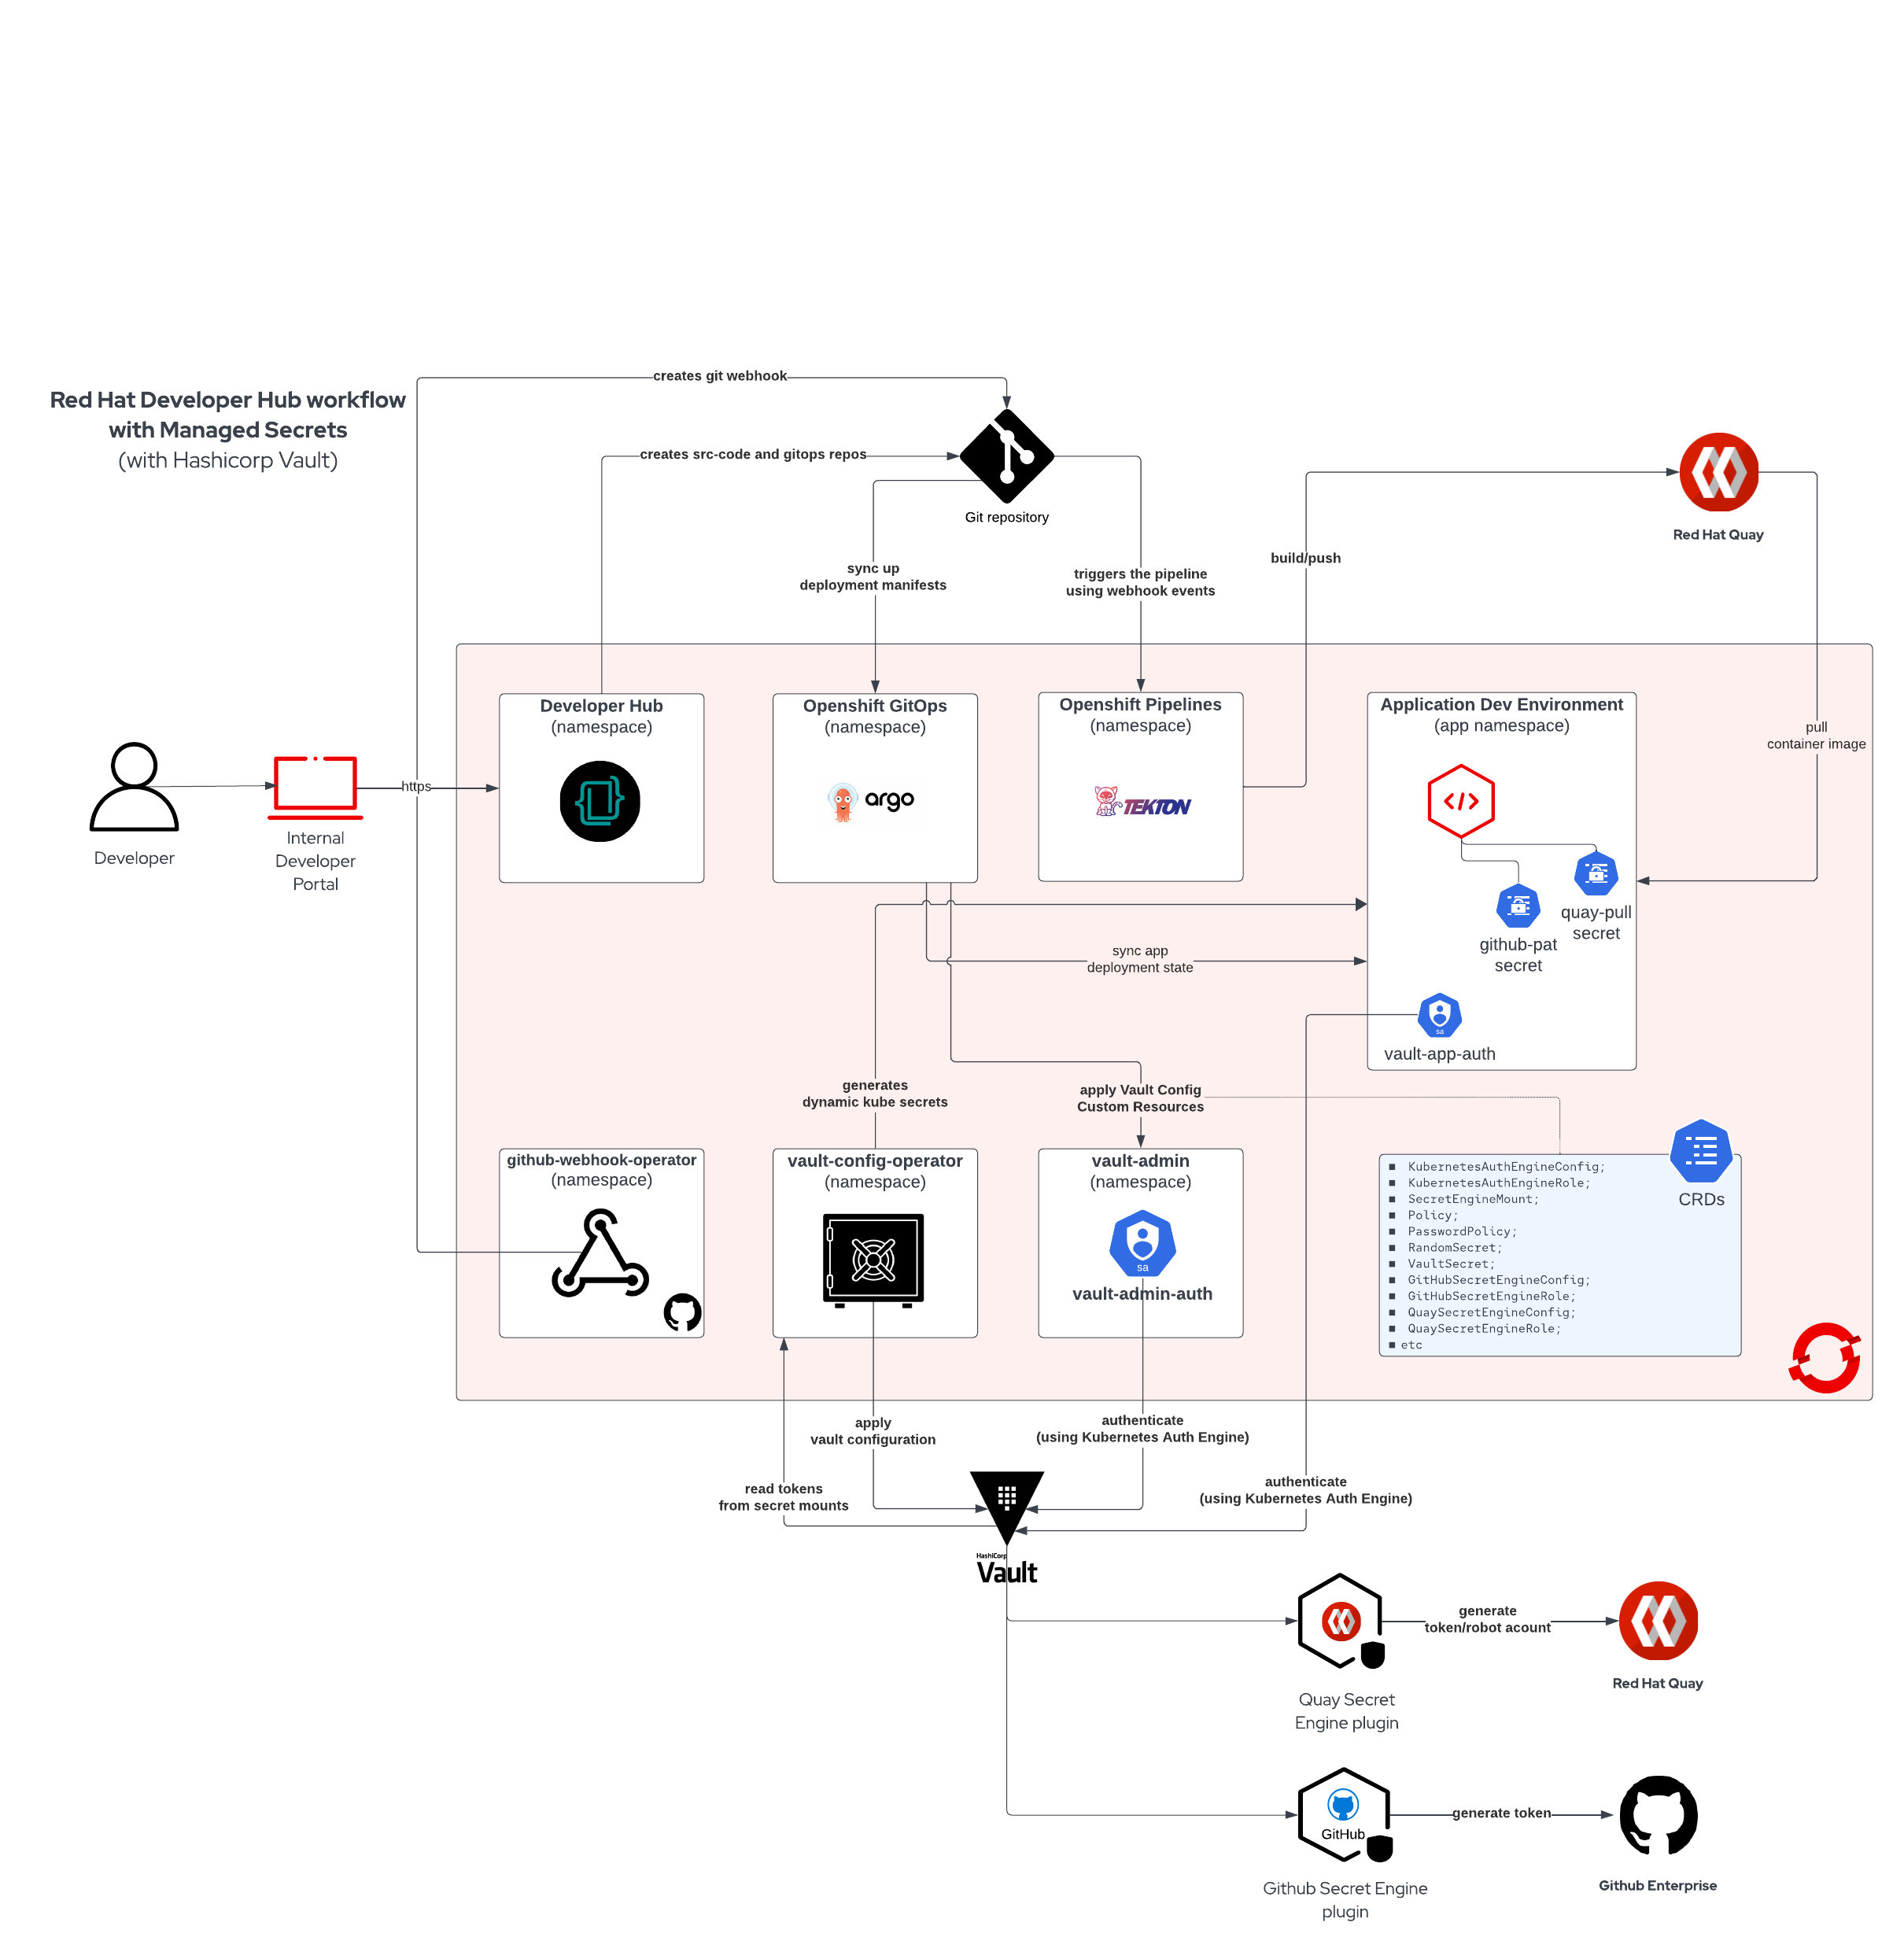 creates git webhook
Red Hat Developer Hub workflow
with Managed Secrets
(with Hashicorp Vault)
creates src-code and gitops repos
Git repository
Red Hat Quay
sync up
deployment manifests
triggers the pipeline
using webhook events
build/push
pull
container image
Developer
Internal
Developer
Portal
https
Developer Hub
(namespace)
Openshift GitOps
(namespace)
argo
Openshift Pipelines
(namespace)
TEKTON
Application Dev Environment
(app namespace)
quay-pull
secret
github-pat
secret
sa
vault-app-auth
sync app
deployment state
generates
dynamic kube secrets
apply Vault Config
Custom Resources
github-webhook-operator
(namespace)
vault-config-operator
(namespace)
vault-admin
(namespace)
sa
vault-admin-auth
CRDs
■ KubernetesAuthEngineConfig;
■ KubernetesAuthEngineRole;
■ SecretEngineMount;
■ Policy;
■ PasswordPolicy;
■ RandomSecret;
■ VaultSecret;
■ GitHubSecretEngineConfig;
■ GitHubSecretEngineRole;
■ QuaySecretEngineConfig;
■ QuaySecretEngineRole;
■ etc
apply
vault configuration
authenticate
(using Kubernetes Auth Engine)
read tokens
from secret mounts
authenticate
(using Kubernetes Auth Engine)
HashiCorp
Vault
generate
token/robot acount
Quay Secret
Engine plugin
Red Hat Quay
GitHub
generate token
Github Secret Engine
plugin
Github Enterprise